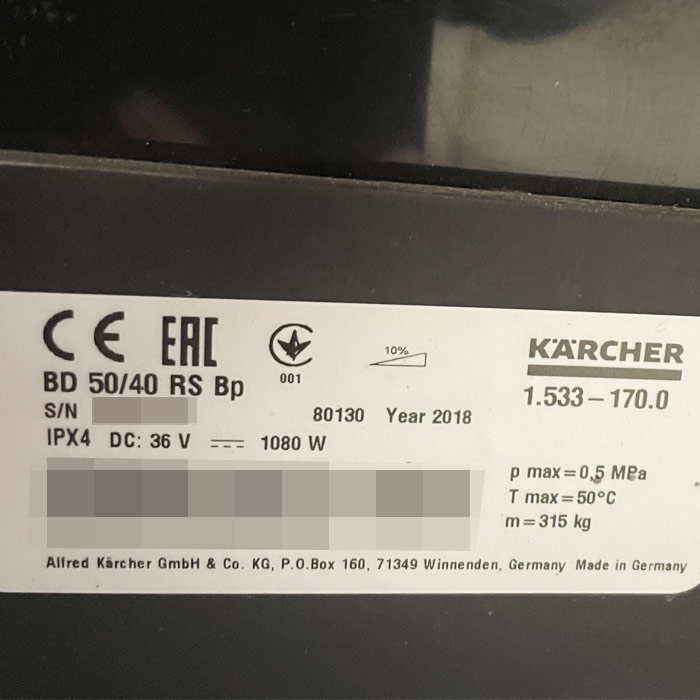 CE EAC
001
10%
KÄRCHER
BD 50/40 RS Bp
1.533–170.0
S/N
80130 Year 2018
IPX4 DC: 36 V 1080 W
p max=0,5 MPa
T max=50°C
m=315 kg
Alfred Kärcher GmbH & Co. KG, P.O.Box 160, 71349 Winnenden, Germany Made in Germany